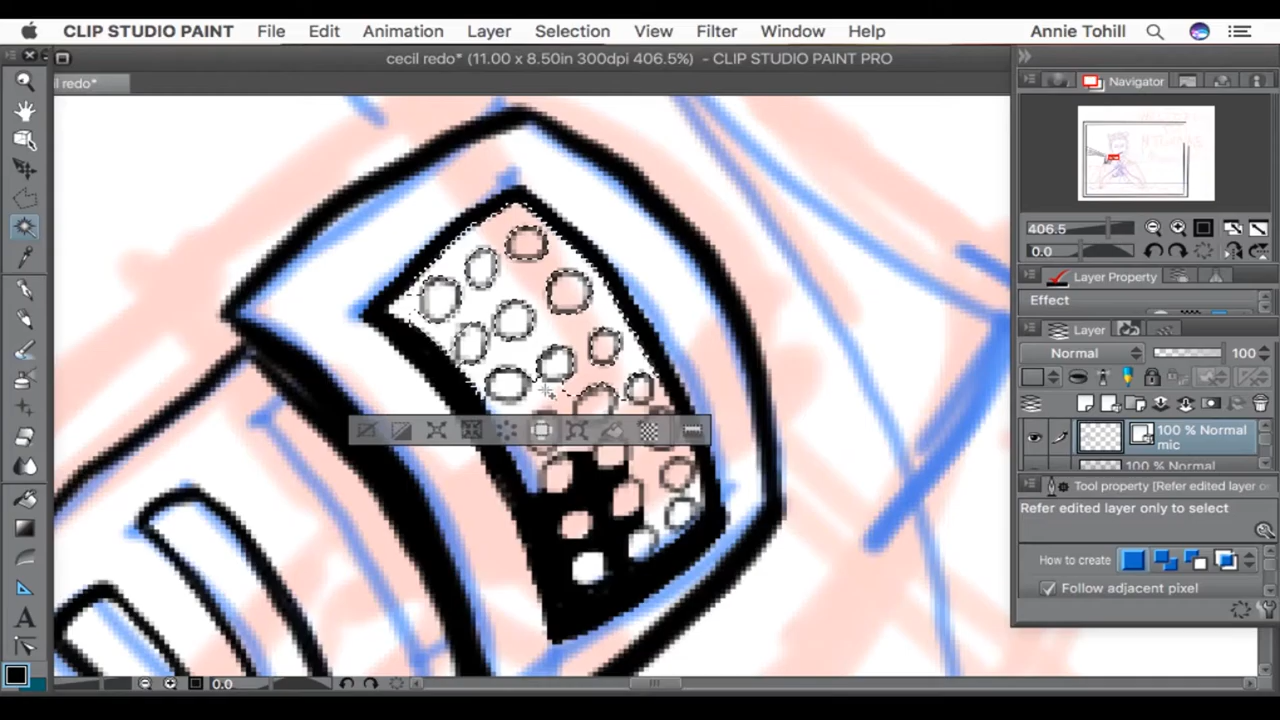 CLIP STUDIO PAINT File Edit Animation Layer Selection View Filter Window Help Annie Tohill
cecil redo* (11.00 x 8.50in 300dpi 406.5%) - CLIP STUDIO PAINT PRO
il redo*
Navigator
406.5
0.0
Layer Property
Effect
Layer
Normal 100
100 % Normal
mic
100 % Normal
Tool property [Refer edited layer o
Refer edited layer only to select
How to create
Follow adjacent pixel
A
0.0